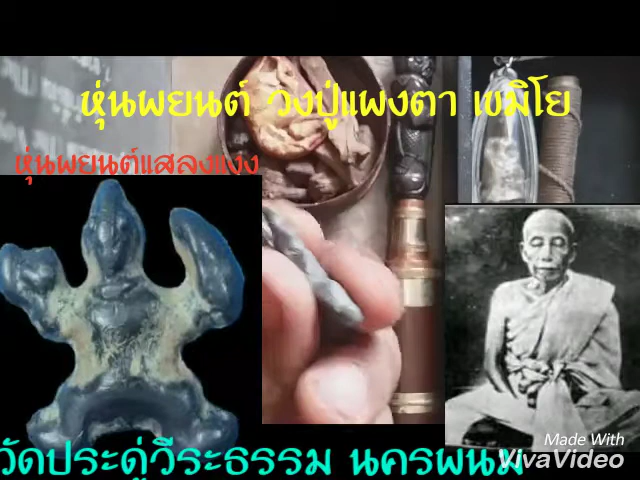 หุ่นพยนต์ วงปู่แผงตา เขมิโย
หุ่นพยนต์แสลงแงง
วัดประดู่วีระธรรม นครพนม
Made With
VivaVideo